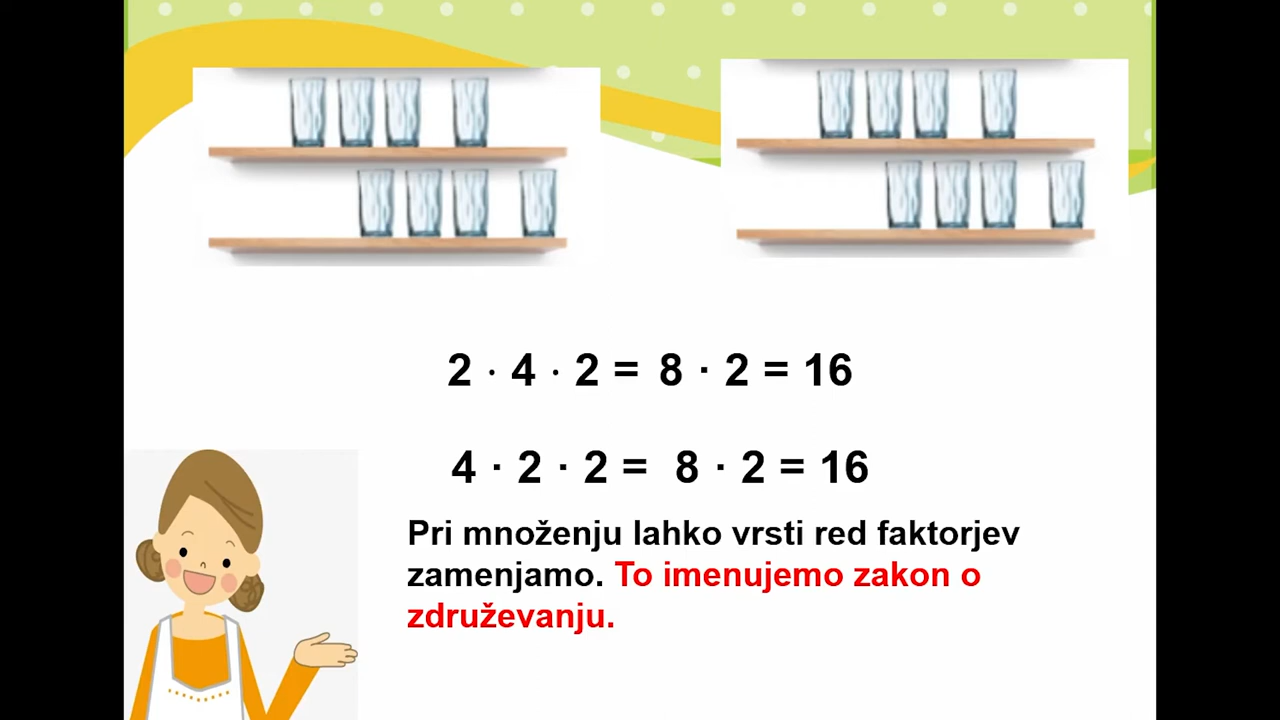 2 · 4 · 2 = 8 · 2 = 16
4 · 2 · 2 = 8 · 2 = 16
Pri množenju lahko vrsti red faktorjev
zamenjamo. To imenujemo zakon o
združevanju.